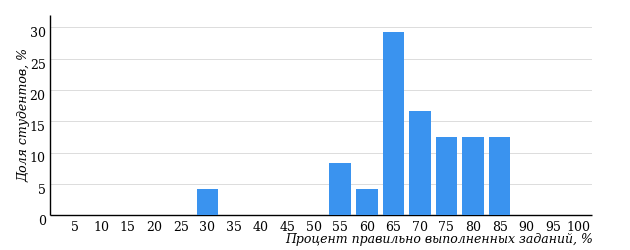 Доля студентов, %
30
25
20
15
10
5
0
5 10 15 20 25 30 35 40 45 50 55 60 65 70 75 80 85 90 95 100
Процент правильно выполненных заданий, %